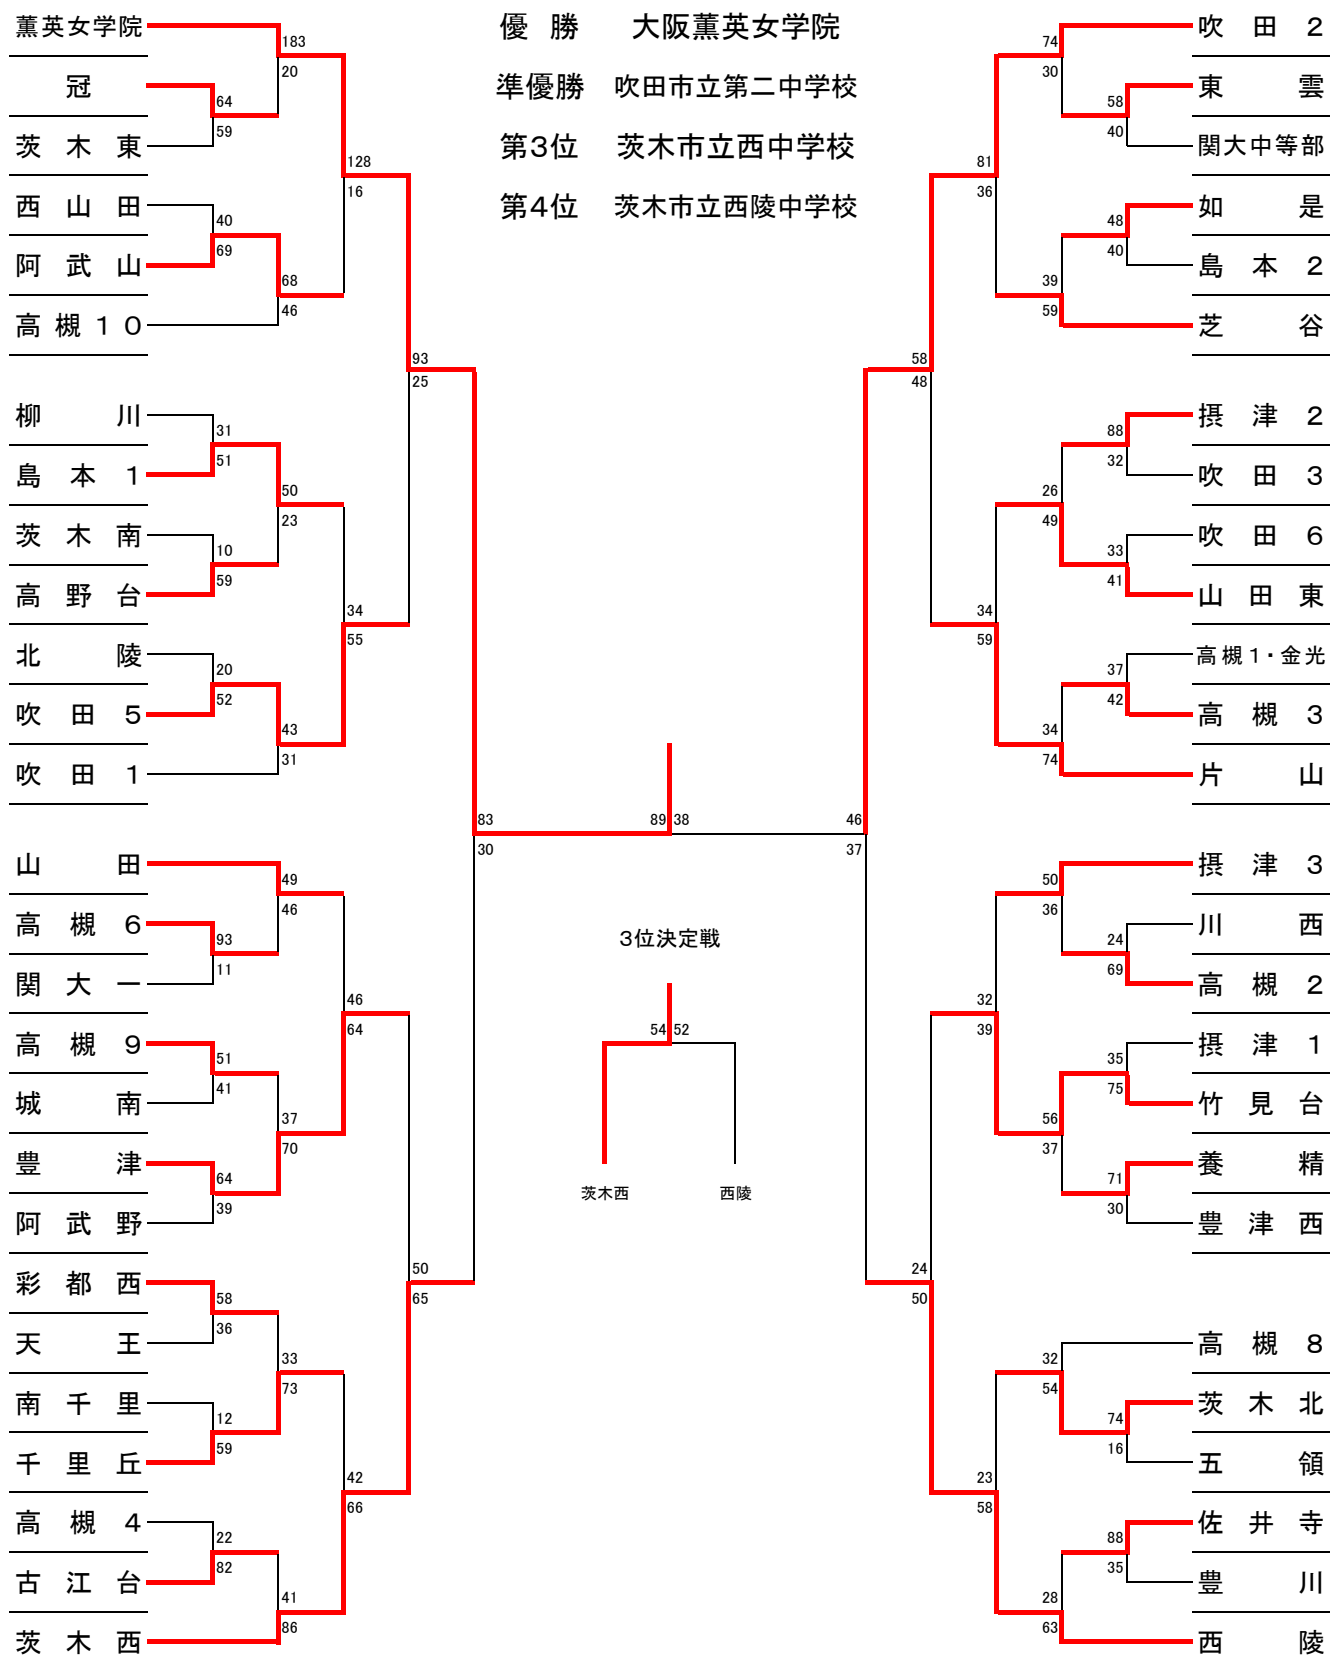 優勝 大阪薫英女学院
準優勝 吹田市立第二中学校
第3位 茨木市立西中学校
第4位 茨木市立西陵中学校
薫英女学院
183
20
冠
64
59
茨木東
128
16
西山田
40
69
阿武山
68
46
高槻10
93
25
柳川
31
51
島本1
50
23
茨木南
10
59
高野台
34
55
北陵
20
52
吹田5
43
31
吹田1
83
30
山田
49
46
高槻6
93
11
関大一
46
64
高槻9
51
41
城南
37
70
豊津
64
39
阿武野
50
65
彩都西
58
36
天王
33
73
南千里
12
59
千里丘
42
66
高槻4
22
82
古江台
41
86
茨木西
89 38
3位決定戦
54 52
茨木西 西陵
吹田2
74
30
東雲
58
40
関大中等部
81
36
如是
48
40
島本2
39
59
芝谷
58
48
摂津2
88
32
吹田3
26
49
吹田6
33
41
山田東
34
59
高槻1・金光
37
42
高槻3
34
74
片山
46
37
摂津3
50
36
川西
24
69
高槻2
32
39
摂津1
35
75
竹見台
56
37
養精
71
30
豊津西
24
50
高槻8
32
54
茨木北
74
16
五領
23
58
佐井寺
88
35
豊川
28
63
西陵